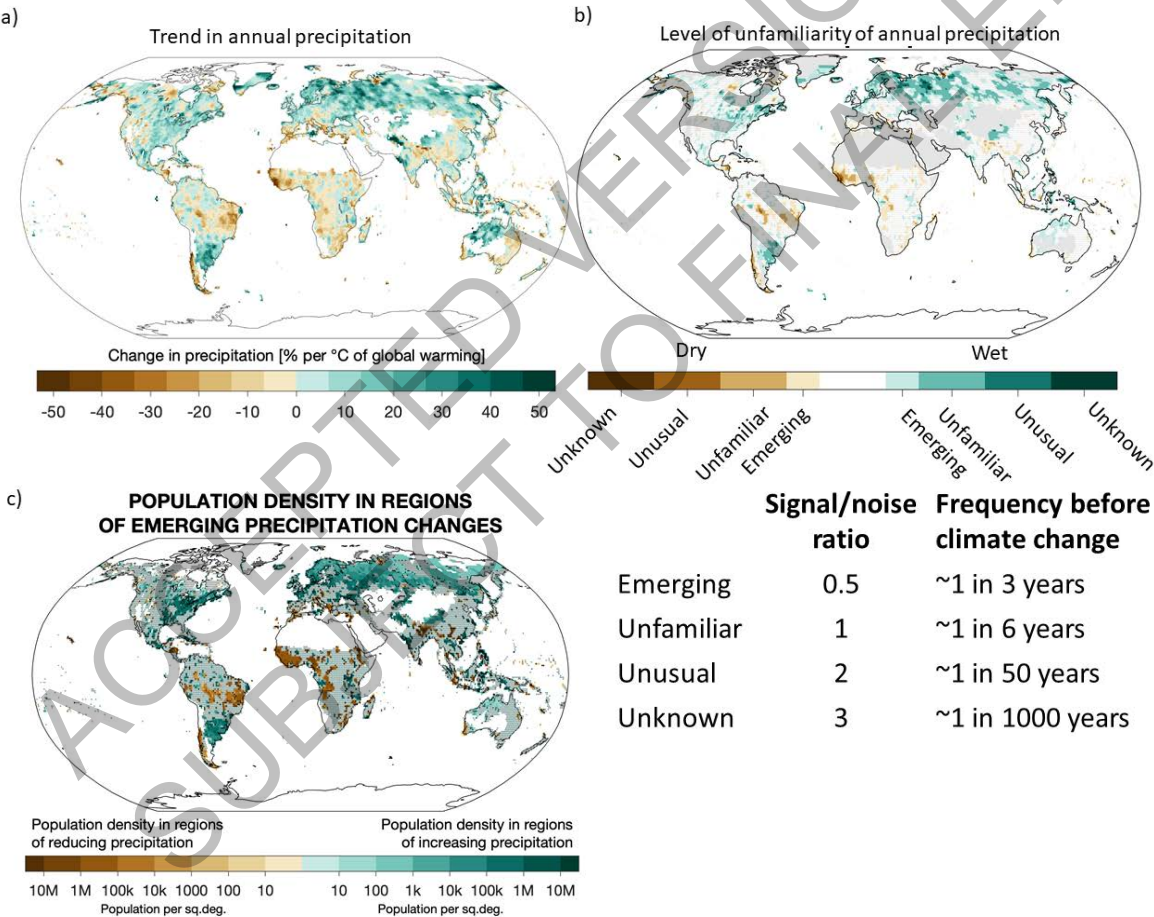 a)
Trend in annual precipitation
Change in precipitation [% per °C of global warming]
-50 -40 -30 -20 -10 0 10 20 30 40 50
b)
Level of unfamiliarity of annual precipitation
Dry Wet
Unknown Unusual Unfamiliar Emerging Emerging Unfamiliar Unusual Unknown
Signal/noise ratio Frequency before climate change
Emerging 0.5 ~1 in 3 years
Unfamiliar 1 ~1 in 6 years
Unusual 2 ~1 in 50 years
Unknown 3 ~1 in 1000 years
c)
POPULATION DENSITY IN REGIONS
OF EMERGING PRECIPITATION CHANGES
Population density in regions
of reducing precipitation
Population density in regions
of increasing precipitation
10M 1M 100k 10k 1000 100 10 10 100 1k 10k 100k 1M 10M
Population per sq.deg. Population per sq.deg.
ACCEPTED VERSI
SUBJECT TO FINAL E